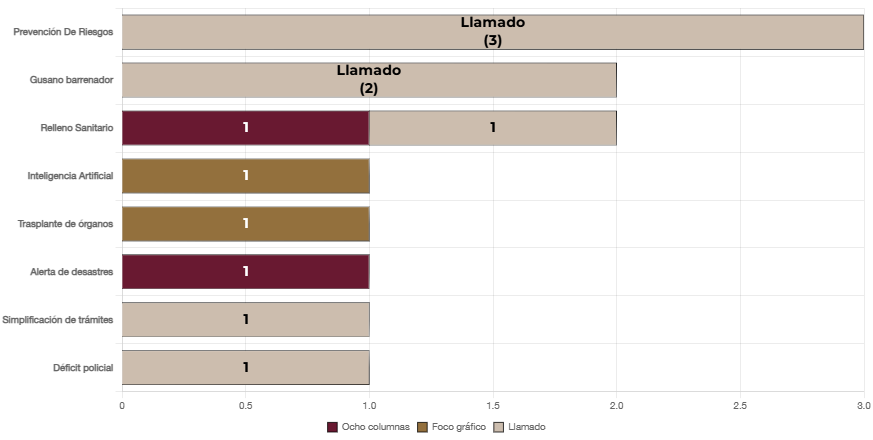 Prevención De Riesgos
Llamado
(3)
Gusano barrenador
Llamado
(2)
Relleno Sanitario
1
1
Inteligencia Artificial
1
Trasplante de órganos
1
Alerta de desastres
1
Simplificación de trámites
1
Déficit policial
1
0 0.5 1.0 1.5 2.0 2.5 3.0
Ocho columnas Foco gráfico Llamado